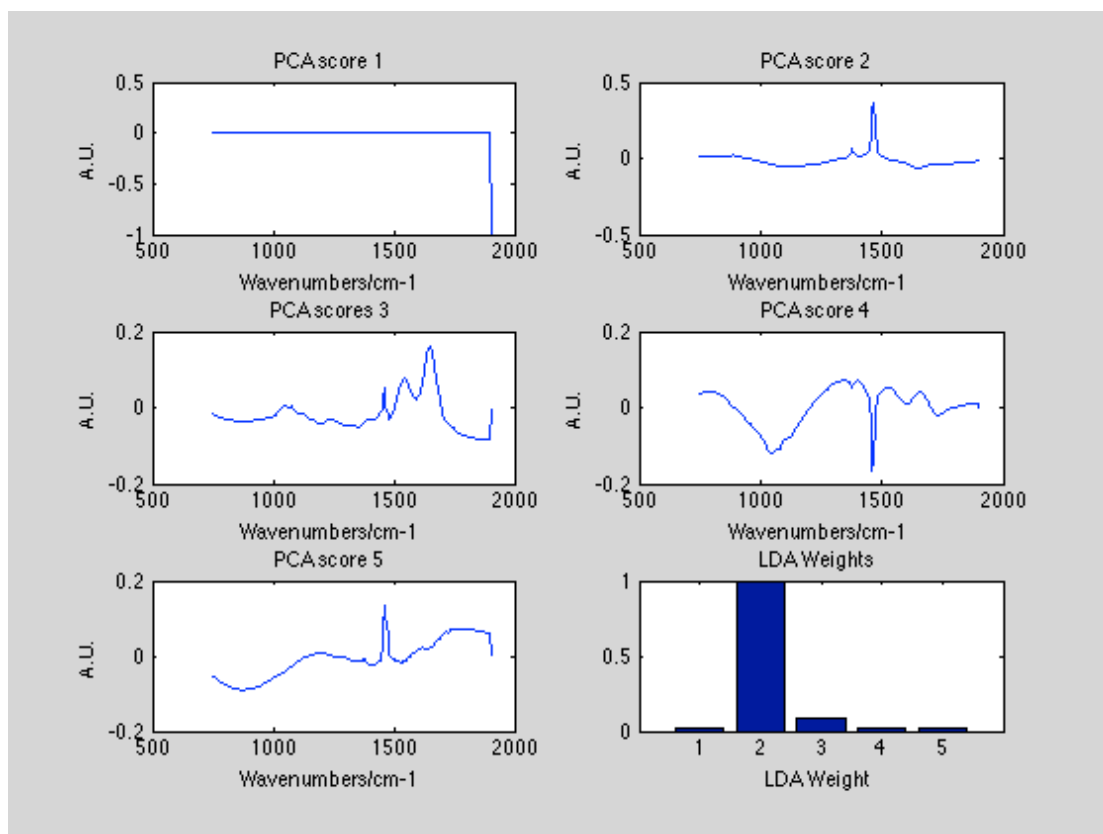 PCA score 1
0.5
0
-0.5
-1
A.U.
500 1000 1500 2000
Wavenumbers/cm-1
PCA score 2
0.5
0
-0.5
A.U.
500 1000 1500 2000
Wavenumbers/cm-1
PCA scores 3
0.2
0
-0.2
A.U.
500 1000 1500 2000
Wavenumbers/cm-1
PCA score 4
0.2
0
-0.2
A.U.
500 1000 1500 2000
Wavenumbers/cm-1
PCA score 5
0.2
0
-0.2
A.U.
500 1000 1500 2000
Wavenumbers/cm-1
LDA Weights
1
0.5
0
1 2 3 4 5
LDA Weight